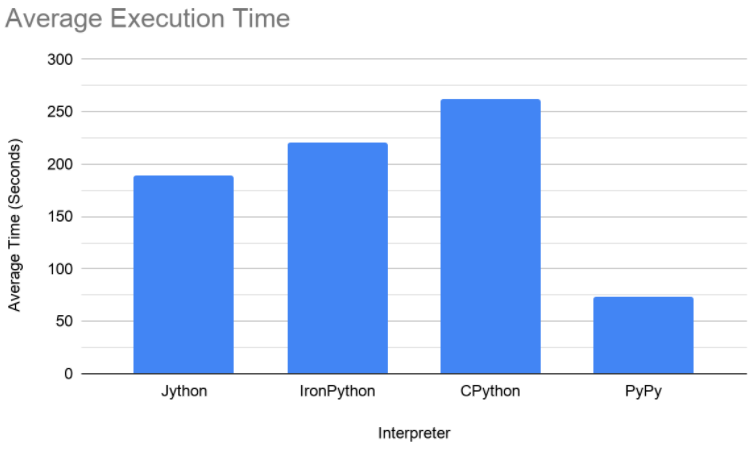 Average Execution Time
300
250
200
150
100
50
0
Average Time (Seconds)
Jython IronPython CPython PyPy
Interpreter